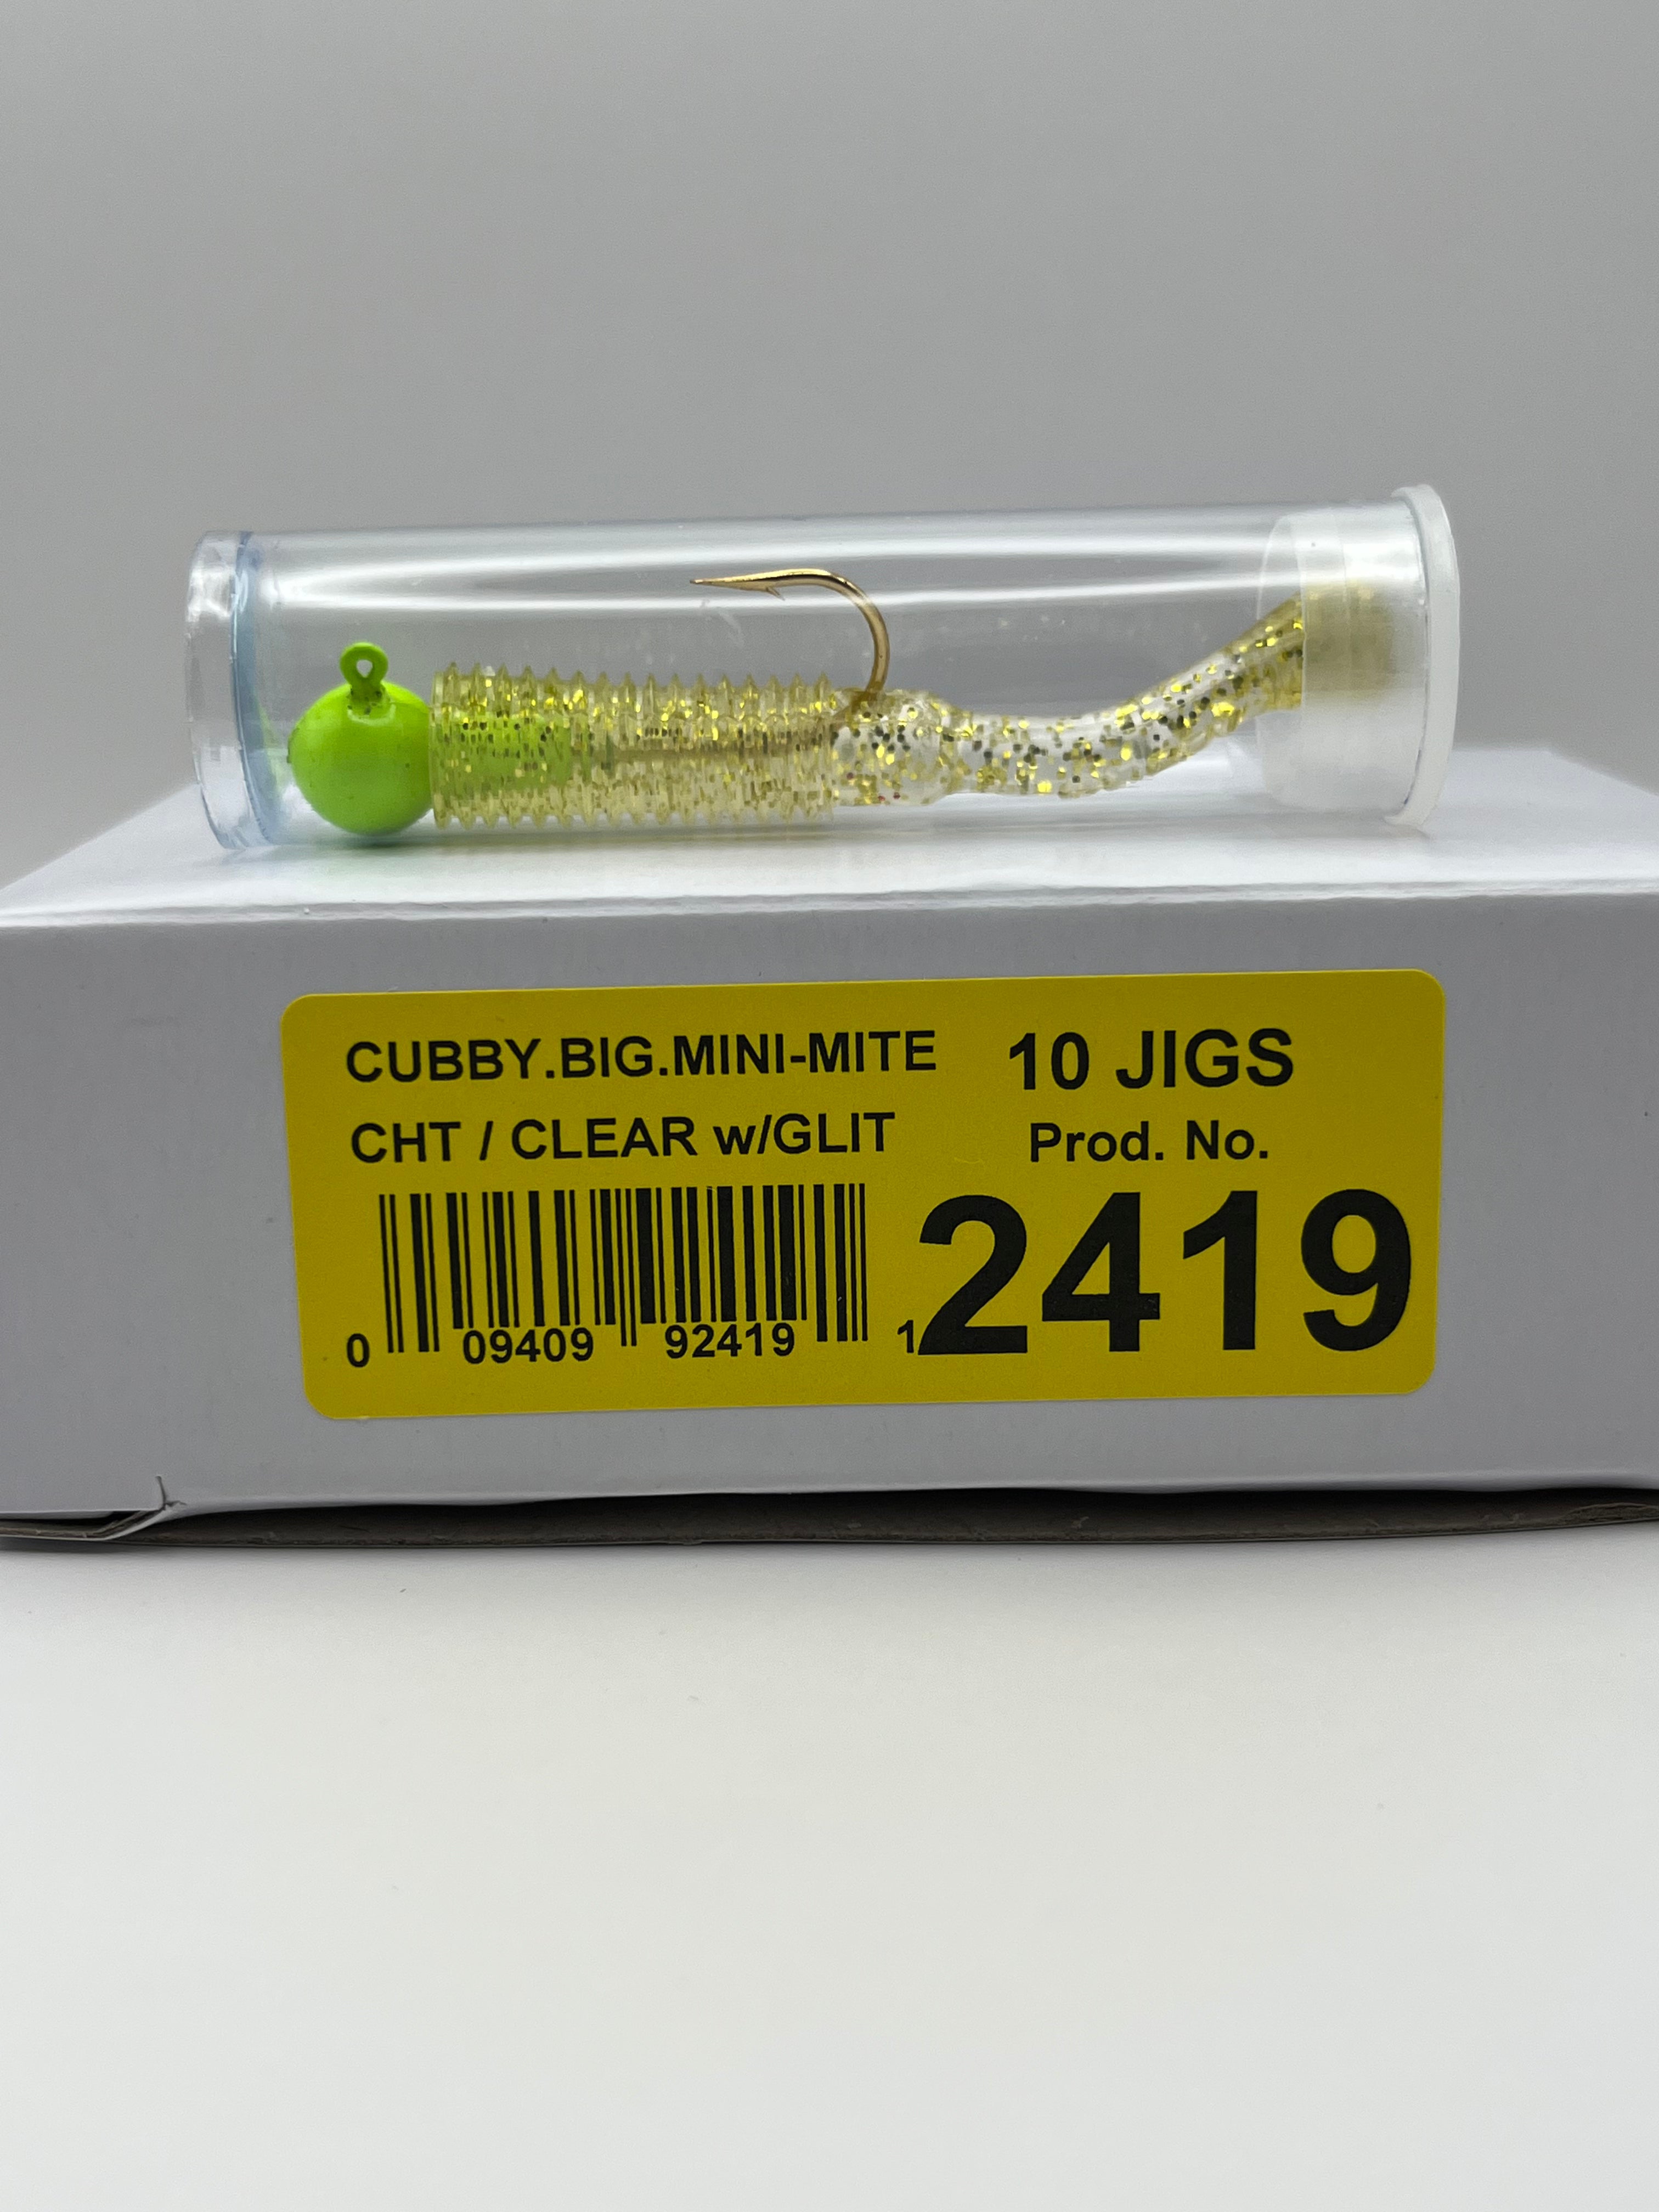 CUBBY.BIG.MINI-MITE
CHT / CLEAR w/GLIT
10 JIGS
Prod. No.
2419
0 09409 92419 1